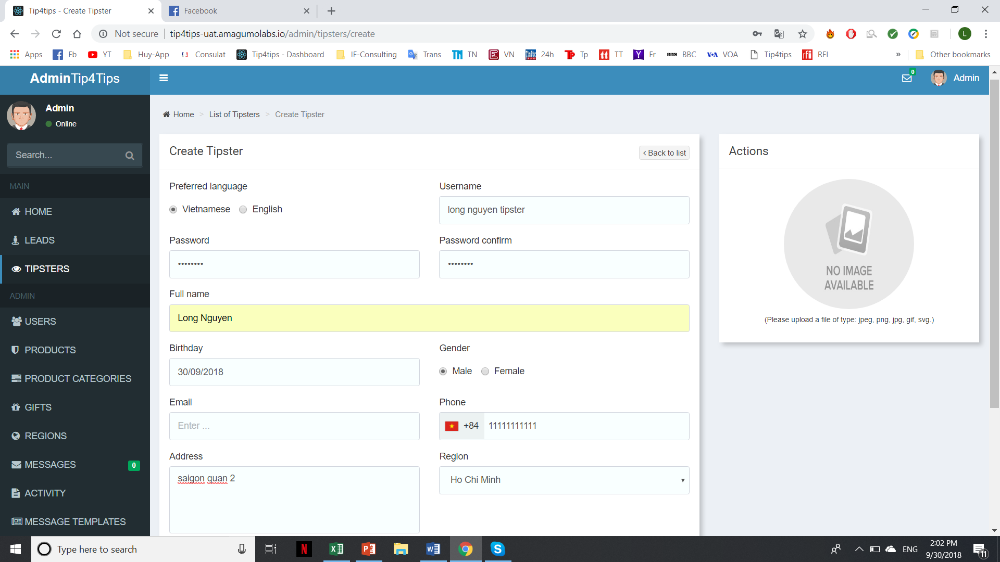 Tip4tips - Create Tipster
Facebook
Not secure
tip4tips-uat.amagumolabs.io/admin/tipsters/create
L
Apps
Fb
YT
Huy-App
Consulat
Tip4tips - Dashboard
IF-Consulting
Trans
TN
VN
24h
Tp
TT
Fr
BBC
VOA
Tip4tips
RFI
»
Other bookmarks
AdminTip4Tips
0
Admin
Admin
Online
Search...
MAIN
HOME
LEADS
TIPSTERS
ADMIN
USERS
PRODUCTS
PRODUCT CATEGORIES
GIFTS
REGIONS
MESSAGES 0
ACTIVITY
MESSAGE TEMPLATES
Home > List of Tipsters > Create Tipster
Create Tipster
‹ Back to list
Preferred language
Vietnamese English
Username
long nguyen tipster
Password
••••••••
Password confirm
••••••••
Full name
Long Nguyen
Birthday
30/09/2018
Gender
Male Female
Email
Enter ...
Phone
+84 11111111111
Address
saigon quan 2
Region
Ho Chi Minh
Actions
NO IMAGE
AVAILABLE
(Please upload a file of type: jpeg, png, jpg, gif, svg.)
Type here to search
ENG
2:02 PM
9/30/2018
11